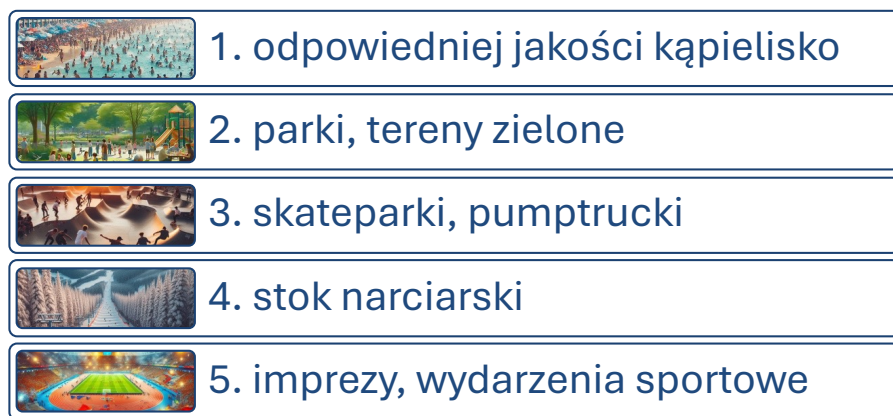 1. odpowiedniej jakości kąpielisko
2. parki, tereny zielone
3. skateparki, pumptrucki
4. stok narciarski
5. imprezy, wydarzenia sportowe